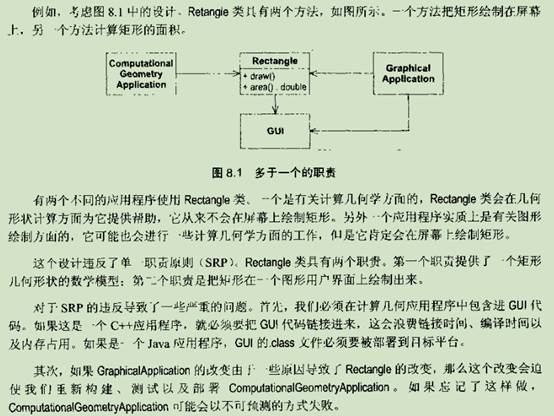 例如，考虑图 8.1 中的设计。Retangie 类具有两个方法，如图所示。一个方法把矩形绘制在屏幕
上，另一个方法计算矩形的面积。
Computational
Geometry
Application
Rectangle
+ draw()
+ area() : double
Graphical
Application
GUI
图 8.1 多于一个的职责
有两个不同的应用程序使用 Rectangle 类。一个是有关计算几何学方面的，Rectangle 类会在几何
形状计算方面为它提供帮助，它从来不会在屏幕上绘制矩形。另外一个应用程序实质上是有关图形
绘制方面的，它可能也会进行一些计算几何学方面的工作，但是它肯定会在屏幕上绘制矩形。
这个设计违反了单一职责原则（SRP）。Rectangle 类具有两个职责。第一个职责提供了一个矩形
几何形状的数学模型；第二个职责是把矩形在一个图形用户界面上绘制出来。
对于 SRP 的违反导致了一些严重的问题。首先，我们必须在计算几何应用程序中包含进 GUI 代
码。如果这是一个 C++应用程序，就必须要把 GUI 代码链接进来，这会浪费链接时间、编译时间以
及内存占用。如果是一个 Java 应用程序，GUI 的.class 文件必须要被部署到目标平台。
其次，如果 GraphicalApplication 的改变由于一些原因导致了 Rectangle 的改变，那么这个改变会迫
使我们重新构建、测试以及部署 ComputationalGeometryApplication。如果忘记了这样做，
ComputationalGeometryApplication 可能会以不可预测的方式失败。